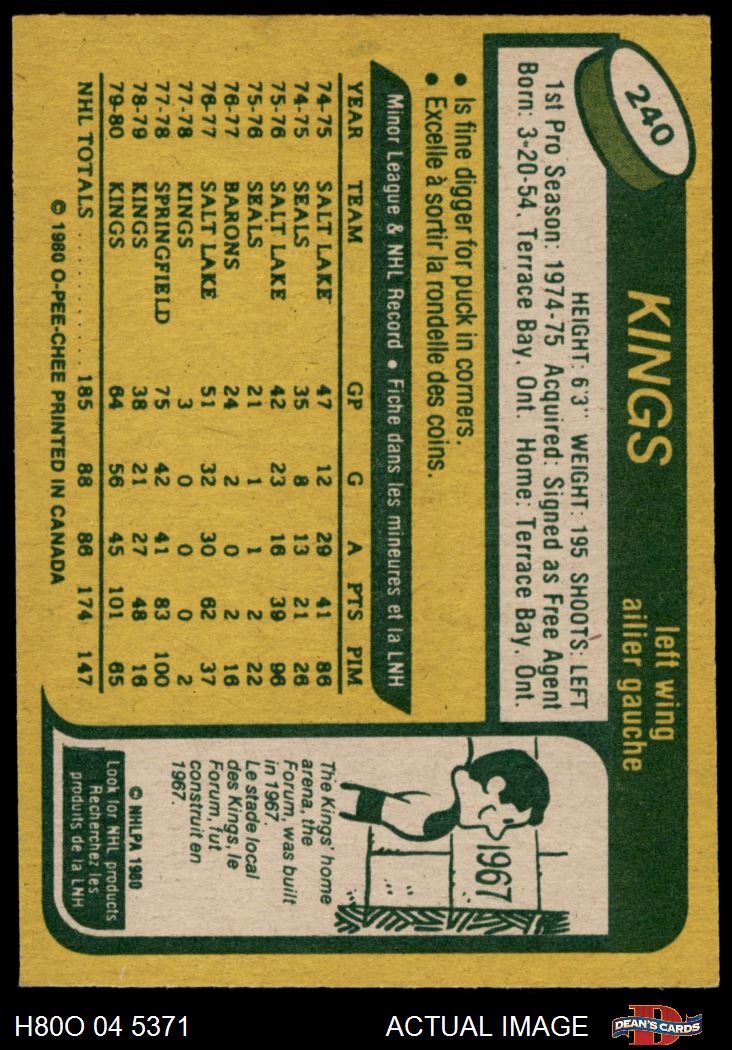 240
KINGS
left wing
ailier gauche
HEIGHT: 6'3" WEIGHT: 195 SHOOTS: LEFT
1st Pro Season: 1974-75 Acquired: Signed as Free Agent
Born: 3-20-54, Terrace Bay, Ont. Home: Terrace Bay, Ont.
• Is fine digger for puck in corners.
• Excelle à sortir la rondelle des coins.
Minor League & NHL Record • Fiche dans les mineures et la LNH
YEAR TEAM GP G A PTS PIM
74-75 SALT LAKE 47 12 29 41 86
74-75 SEALS 35 8 13 21 26
75-76 SALT LAKE 42 23 16 39 96
75-76 SEALS 21 1 1 2 22
76-77 BARONS 24 2 0 2 16
76-77 SALT LAKE 51 32 30 62 37
77-78 KINGS 3 0 0 0 2
77-78 SPRINGFIELD 75 42 41 83 100
78-79 KINGS 38 21 27 48 16
79-80 KINGS 64 56 45 101 65
NHL TOTALS . . . . . . . . . . 185 88 86 174 147
© 1980 O-PEE-CHEE PRINTED IN CANADA
1967
The Kings' home
arena, the
Forum, was built
in 1967.
Le stade local
des Kings, le
Forum, fut
construit en
1967.
© NHLPA 1980
Look for NHL products
Recherchez les
produits de la LNH
H80O 04 5371
ACTUAL IMAGE
D
DEAN'S CARDS